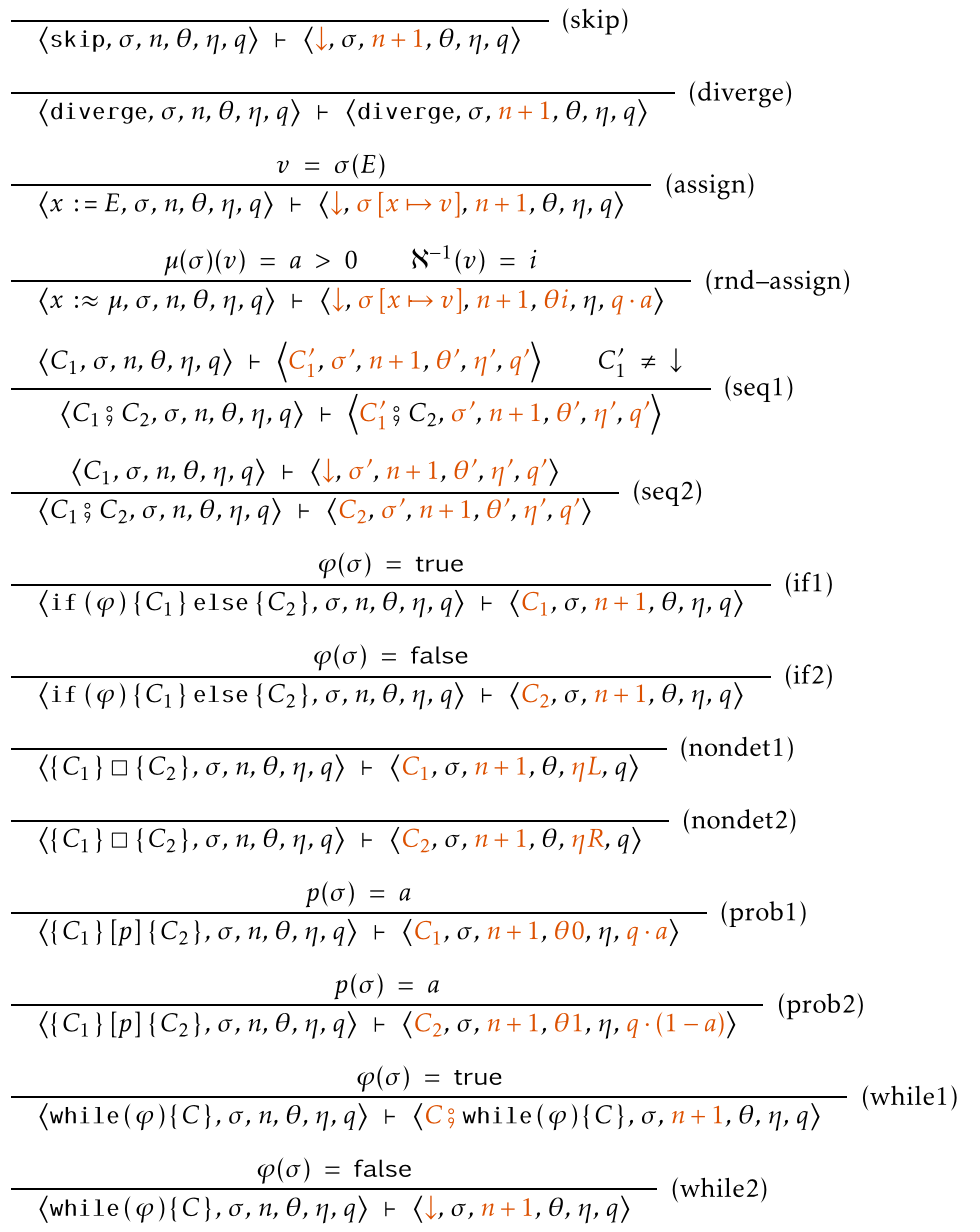 (skip)
⟨skip, σ, n, θ, η, q⟩ ⊢ ⟨↓, σ, n + 1, θ, η, q⟩
(diverge)
⟨diverge, σ, n, θ, η, q⟩ ⊢ ⟨diverge, σ, n + 1, θ, η, q⟩
v = σ(E)
(assign)
⟨x := E, σ, n, θ, η, q⟩ ⊢ ⟨↓, σ [x ↦ v], n + 1, θ, η, q⟩
μ(σ)(v) = a > 0 ℵ⁻¹(v) = i
(rnd–assign)
⟨x :≈ μ, σ, n, θ, η, q⟩ ⊢ ⟨↓, σ [x ↦ v], n + 1, θi, η, q · a⟩
⟨C₁, σ, n, θ, η, q⟩ ⊢ ⟨C₁′, σ′, n + 1, θ′, η′, q′⟩ C₁′ ≠ ↓
(seq1)
⟨C₁ ⨟ C₂, σ, n, θ, η, q⟩ ⊢ ⟨C₁′ ⨟ C₂, σ′, n + 1, θ′, η′, q′⟩
⟨C₁, σ, n, θ, η, q⟩ ⊢ ⟨↓, σ′, n + 1, θ′, η′, q′⟩
(seq2)
⟨C₁ ⨟ C₂, σ, n, θ, η, q⟩ ⊢ ⟨C₂, σ′, n + 1, θ′, η′, q′⟩
φ(σ) = true
(if1)
⟨if (φ) {C₁} else {C₂}, σ, n, θ, η, q⟩ ⊢ ⟨C₁, σ, n + 1, θ, η, q⟩
φ(σ) = false
(if2)
⟨if (φ) {C₁} else {C₂}, σ, n, θ, η, q⟩ ⊢ ⟨C₂, σ, n + 1, θ, η, q⟩
(nondet1)
⟨{C₁} □ {C₂}, σ, n, θ, η, q⟩ ⊢ ⟨C₁, σ, n + 1, θ, ηL, q⟩
(nondet2)
⟨{C₁} □ {C₂}, σ, n, θ, η, q⟩ ⊢ ⟨C₂, σ, n + 1, θ, ηR, q⟩
p(σ) = a
(prob1)
⟨{C₁} [p] {C₂}, σ, n, θ, η, q⟩ ⊢ ⟨C₁, σ, n + 1, θ0, η, q · a⟩
p(σ) = a
(prob2)
⟨{C₁} [p] {C₂}, σ, n, θ, η, q⟩ ⊢ ⟨C₂, σ, n + 1, θ1, η, q · (1 − a)⟩
φ(σ) = true
(while1)
⟨while (φ) {C}, σ, n, θ, η, q⟩ ⊢ ⟨C ⨟ while (φ) {C}, σ, n + 1, θ, η, q⟩
φ(σ) = false
(while2)
⟨while (φ) {C}, σ, n, θ, η, q⟩ ⊢ ⟨↓, σ, n + 1, θ, η, q⟩